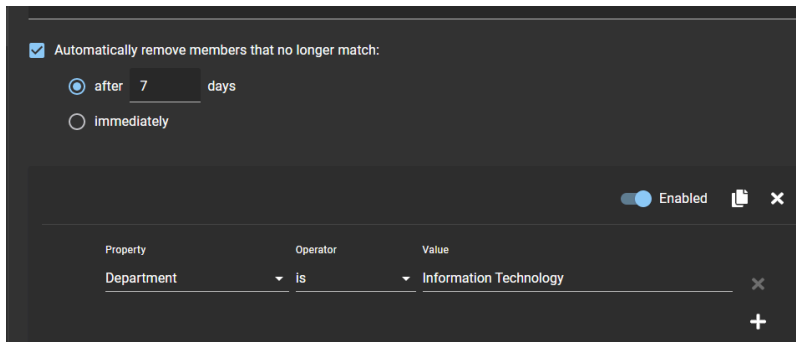 Automatically remove members that no longer match:
after 7 days
immediately
Enabled
Property Operator Value
Department is Information Technology